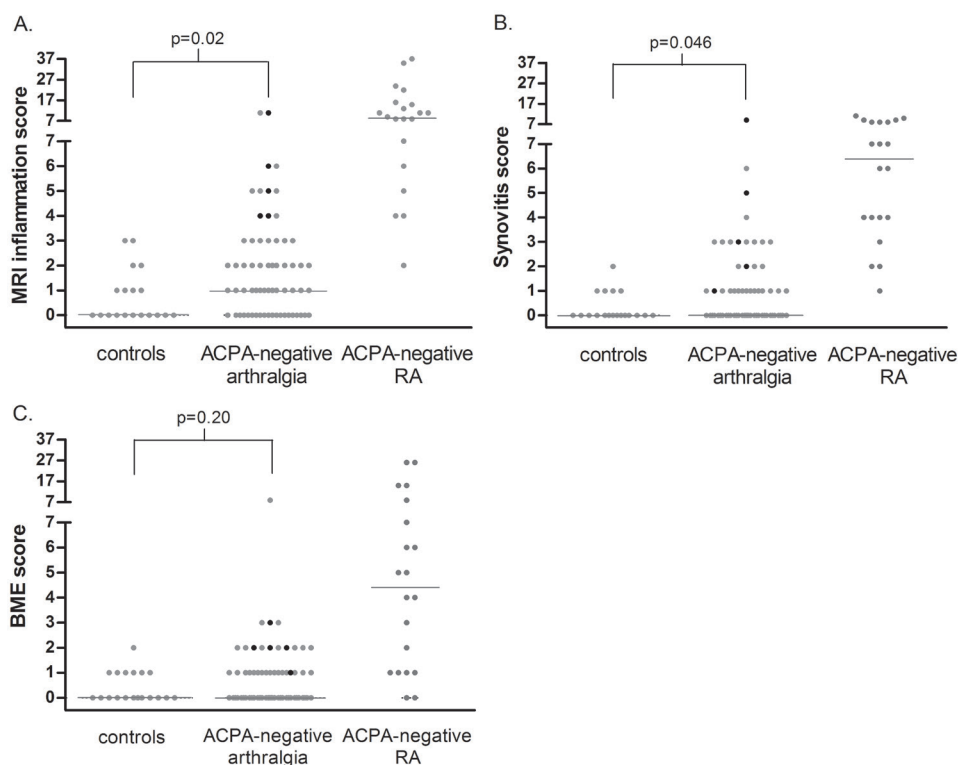 A.
p=0.02
MRI inflammation score
37
27
17
7
7
6
5
4
3
2
1
0
controls
ACPA-negative
arthralgia
ACPA-negative
RA
B.
p=0.046
Synovitis score
37
27
17
7
7
6
5
4
3
2
1
0
controls
ACPA-negative
arthralgia
ACPA-negative
RA
C.
p=0.20
BME score
37
27
17
7
7
6
5
4
3
2
1
0
controls
ACPA-negative
arthralgia
ACPA-negative
RA